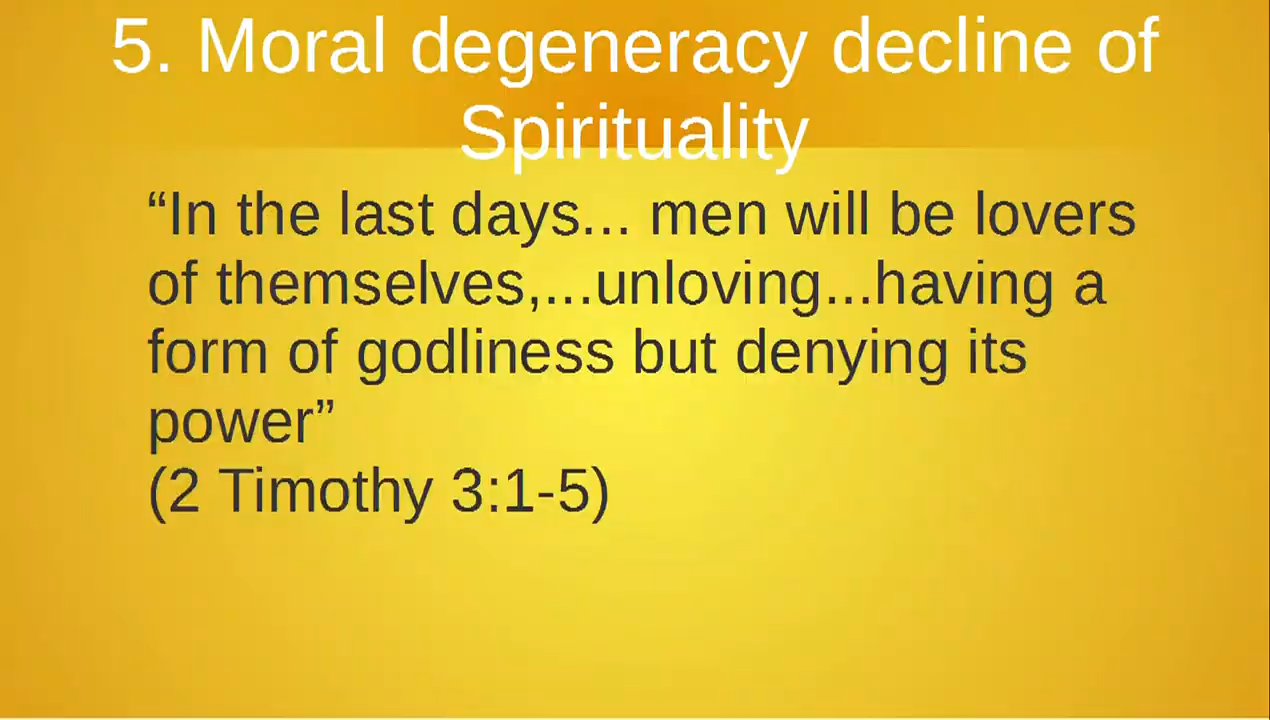 5. Moral degeneracy decline of
Spirituality
“In the last days... men will be lovers
of themselves,...unloving...having a
form of godliness but denying its
power”
(2 Timothy 3:1-5)